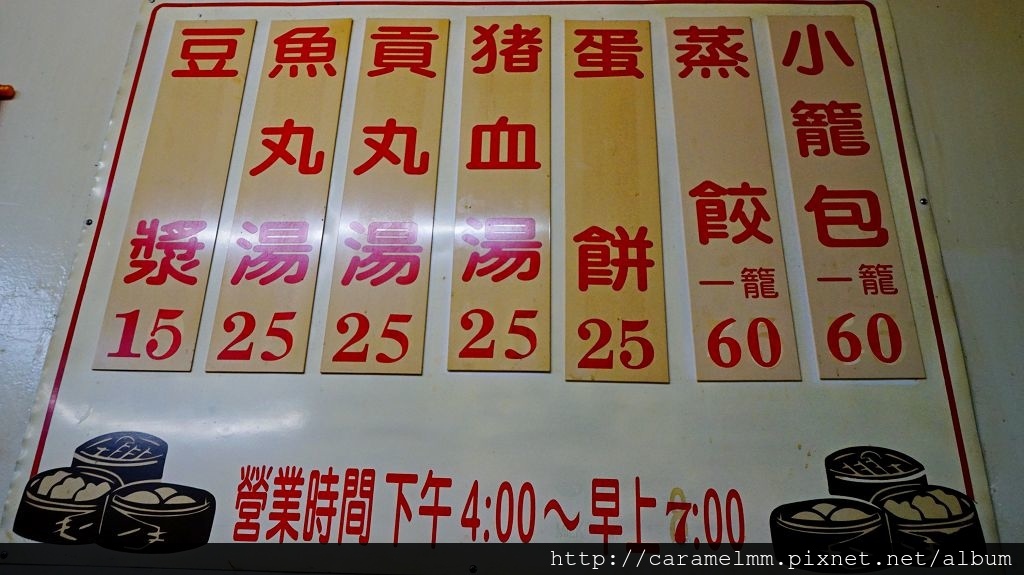 小籠包 一籠 60
蒸餃 一籠 60
蛋餅 25
猪血湯 25
貢丸湯 25
魚丸湯 25
豆漿 15
營業時間 下午 4:00～早上 7:00
http://caramelmm.pixnet.net/album